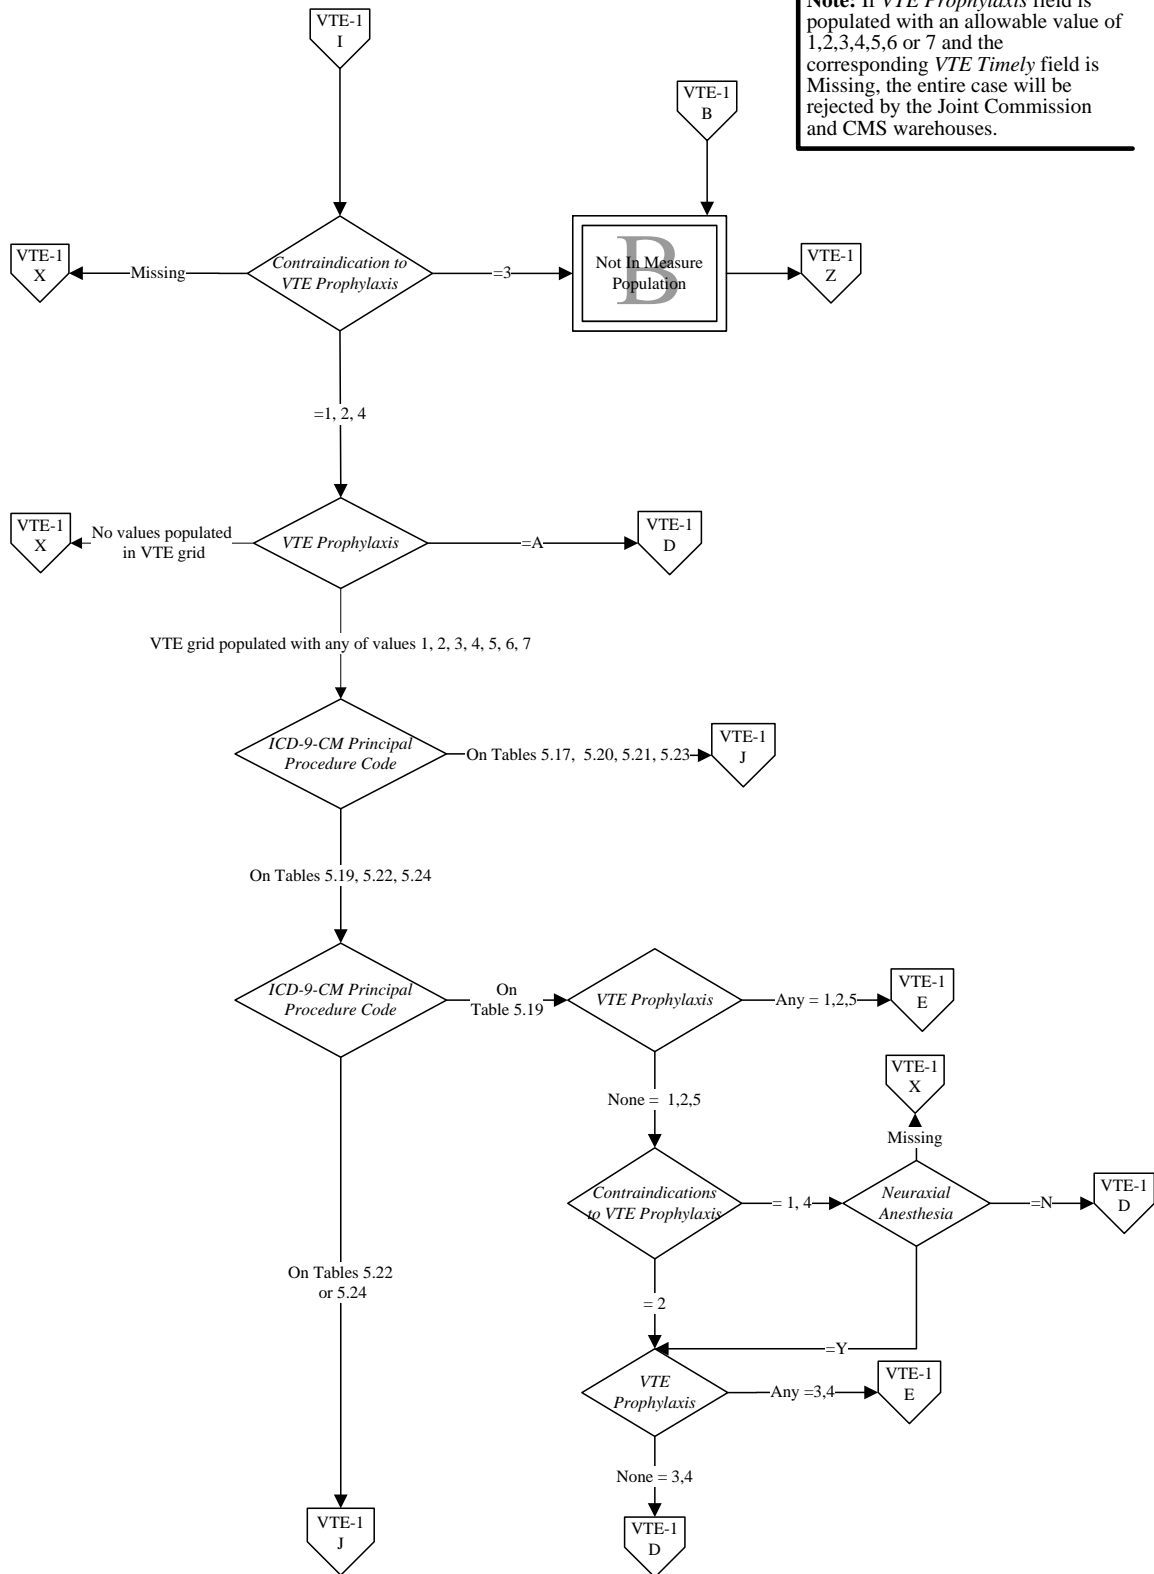 Note: If VTE Prophylaxis field is
populated with an allowable value of
1,2,3,4,5,6 or 7 and the
corresponding VTE Timely field is
Missing, the entire case will be
rejected by the Joint Commission
and CMS warehouses.
VTE-1
I
VTE-1
B
VTE-1
X
Missing
Contraindication to
VTE Prophylaxis
=3
B
Not In Measure
Population
VTE-1
Z
=1, 2, 4
VTE-1
X
No values populated
in VTE grid
VTE Prophylaxis
=A
VTE-1
D
VTE grid populated with any of values 1, 2, 3, 4, 5, 6, 7
ICD-9-CM Principal
Procedure Code
On Tables 5.17, 5.20, 5.21, 5.23
VTE-1
J
On Tables 5.19, 5.22, 5.24
ICD-9-CM Principal
Procedure Code
On
Table 5.19
VTE Prophylaxis
Any = 1,2,5
VTE-1
E
None = 1,2,5
VTE-1
X
Missing
Contraindications
to VTE Prophylaxis
= 1, 4
Neuraxial
Anesthesia
=N
VTE-1
D
On Tables 5.22
or 5.24
= 2
=Y
VTE
Prophylaxis
Any =3,4
VTE-1
E
None = 3,4
VTE-1
J
VTE-1
D